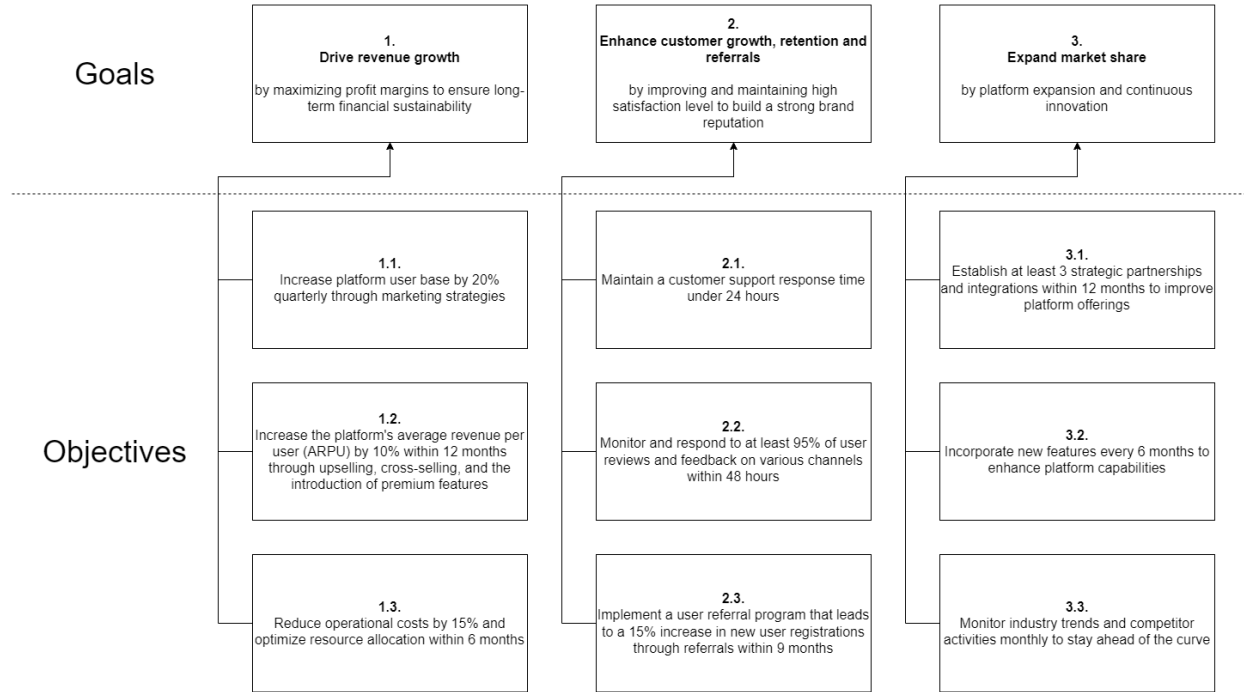 Goals
1.
Drive revenue growth
by maximizing profit margins to ensure long-
term financial sustainability
2.
Enhance customer growth, retention and
referrals
by improving and maintaining high
satisfaction level to build a strong brand
reputation
3.
Expand market share
by platform expansion and continuous
innovation
Objectives
1.1.
Increase platform user base by 20%
quarterly through marketing strategies
2.1.
Maintain a customer support response time
under 24 hours
3.1.
Establish at least 3 strategic partnerships
and integrations within 12 months to improve
platform offerings
1.2.
Increase the platform's average revenue per
user (ARPU) by 10% within 12 months
through upselling, cross-selling, and the
introduction of premium features
2.2.
Monitor and respond to at least 95% of user
reviews and feedback on various channels
within 48 hours
3.2.
Incorporate new features every 6 months to
enhance platform capabilities
1.3.
Reduce operational costs by 15% and
optimize resource allocation within 6 months
2.3.
Implement a user referral program that leads
to a 15% increase in new user registrations
through referrals within 9 months
3.3.
Monitor industry trends and competitor
activities monthly to stay ahead of the curve